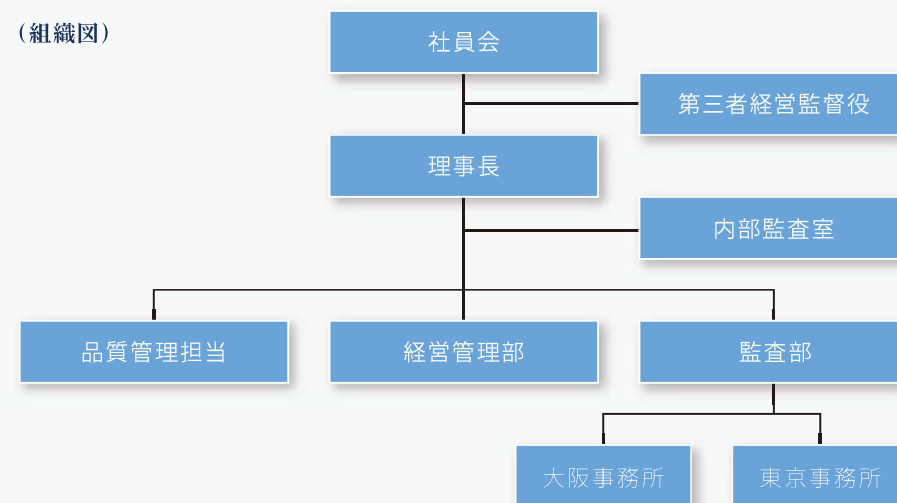 （組織図）
社員会
第三者経営監督役
理事長
内部監査室
品質管理担当
経営管理部
監査部
大阪事務所
東京事務所